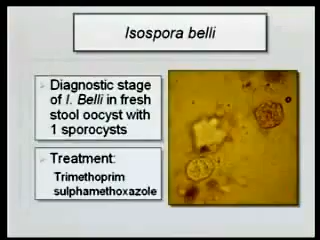 Isospora belli
Diagnostic stage
of I. Belli in fresh
stool oocyst with
1 sporocysts
Treatment:
Trimethoprim
sulphamethoxazole